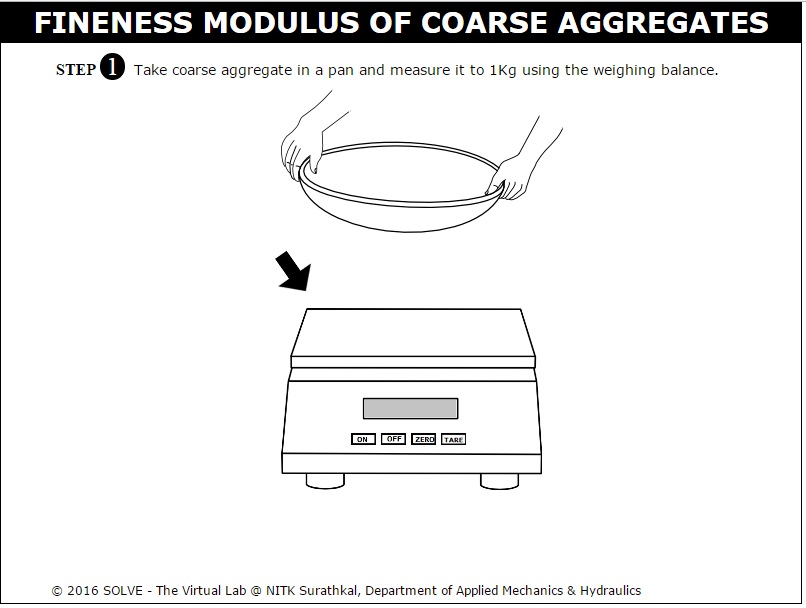 FINENESS MODULUS OF COARSE AGGREGATES
STEP 1 Take coarse aggregate in a pan and measure it to 1Kg using the weighing balance.
ON OFF ZERO TARE
© 2016 SOLVE - The Virtual Lab @ NITK Surathkal, Department of Applied Mechanics & Hydraulics